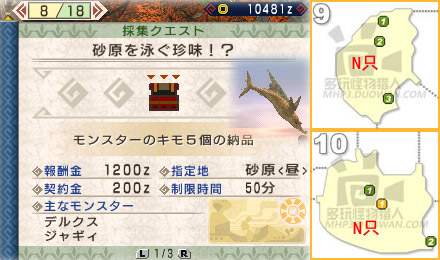 8 / 18
10481z
採集クエスト
砂原を泳ぐ珍味！？
モンスターのキモ５個の納品
報酬金 1200z
指定地 砂原<昼>
契約金 200z
制限時間 50分
主なモンスター
デルクス
ジャギィ
L 1/3 R
9
2
1
N只
3
多玩怪物猎人
MHP3.DUOWAN.COM
10
2
1
N只
2
多玩怪物猎人
MHP3.DUOWAN.COM